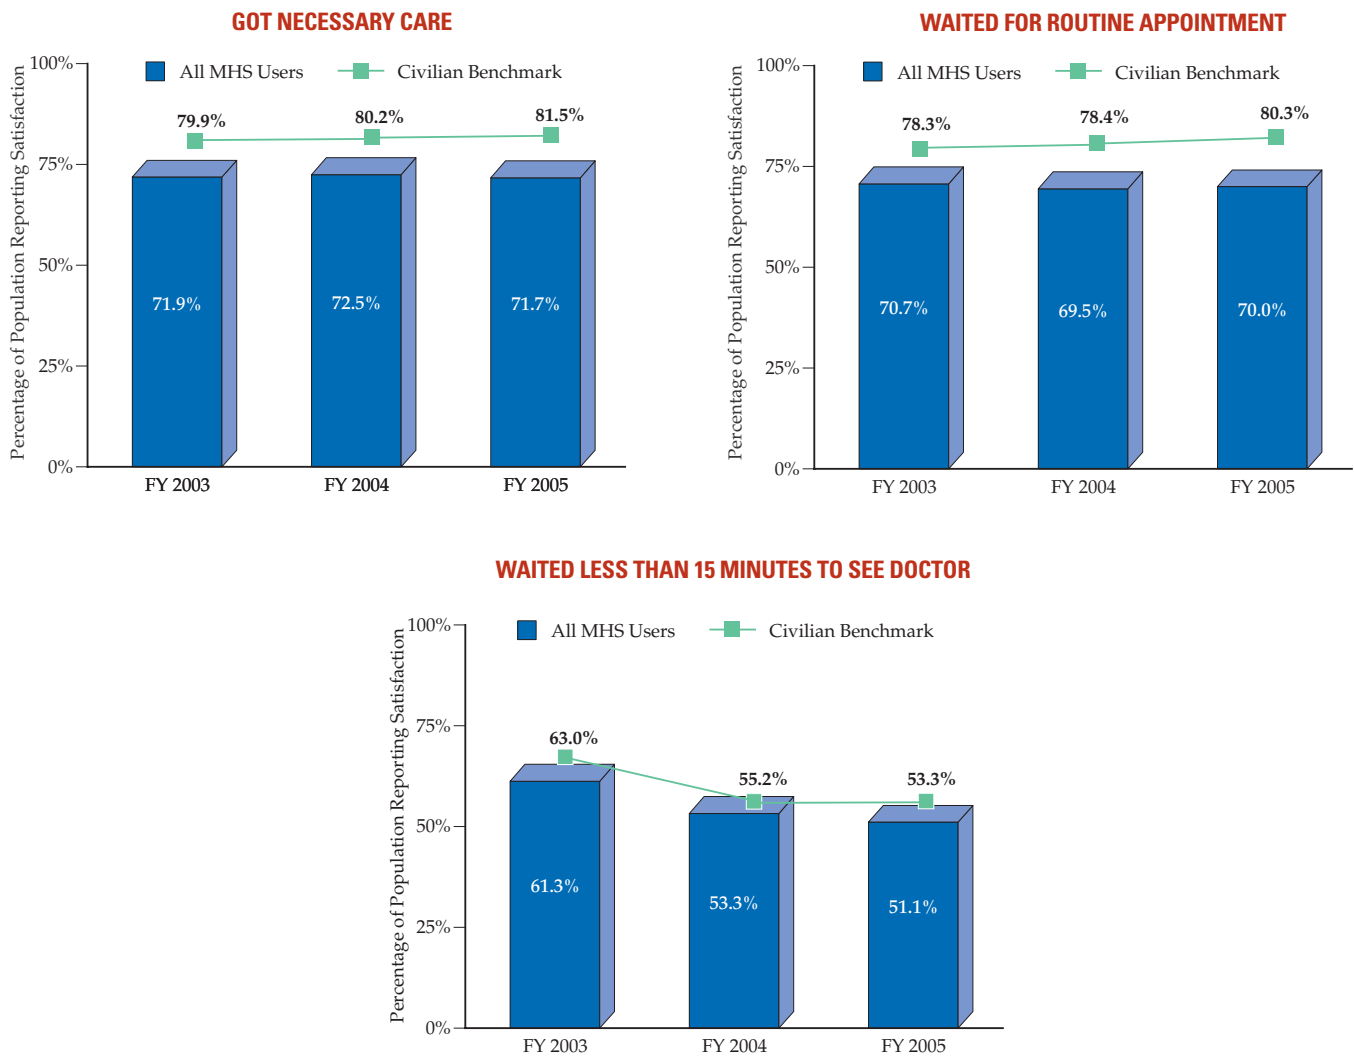 GOT NECESSARY CARE
Percentage of Population Reporting Satisfaction
100%
75%
50%
25%
0%
All MHS Users
Civilian Benchmark
79.9%
80.2%
81.5%
71.9%
72.5%
71.7%
FY 2003
FY 2004
FY 2005
WAITED FOR ROUTINE APPOINTMENT
Percentage of Population Reporting Satisfaction
100%
75%
50%
25%
0%
All MHS Users
Civilian Benchmark
78.3%
78.4%
80.3%
70.7%
69.5%
70.0%
FY 2003
FY 2004
FY 2005
WAITED LESS THAN 15 MINUTES TO SEE DOCTOR
Percentage of Population Reporting Satisfaction
100%
75%
50%
25%
0%
All MHS Users
Civilian Benchmark
63.0%
55.2%
53.3%
61.3%
53.3%
51.1%
FY 2003
FY 2004
FY 2005